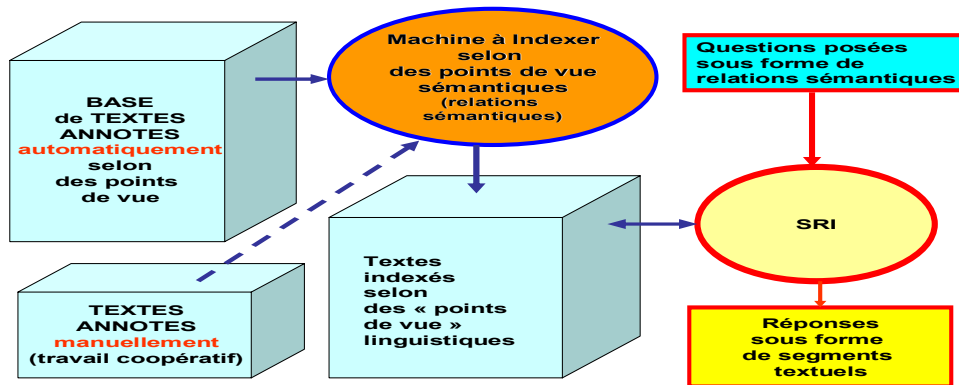 BASE
de TEXTES
ANNOTES
automatiquement
selon
des points
de vue
TEXTES
ANNOTES
manuellement
(travail coopératif)
Machine à Indexer
selon
des points de vue
sémantiques
(relations
sémantiques)
Textes
indexés
selon
des « points
de vue »
linguistiques
Questions posées
sous forme de
relations sémantiques
SRI
Réponses
sous forme
de segments
textuels